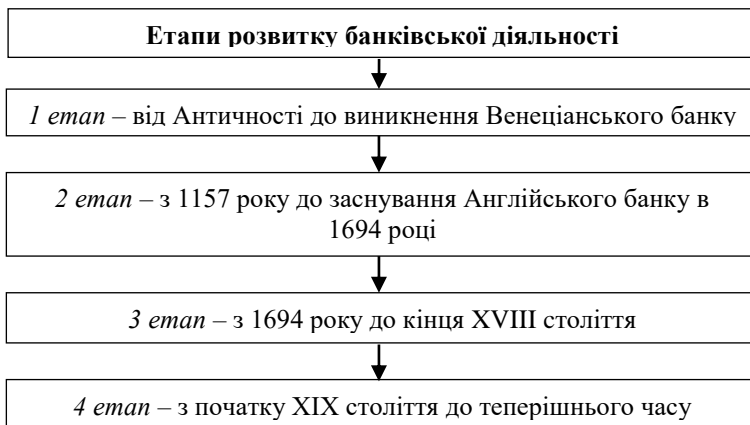 Етапи розвитку банківської діяльності
1 етап – від Античності до виникнення Венеціанського банку
2 етап – з 1157 року до заснування Англійського банку в
1694 році
3 етап – з 1694 року до кінця XVIII століття
4 етап – з початку XIX століття до теперішнього часу